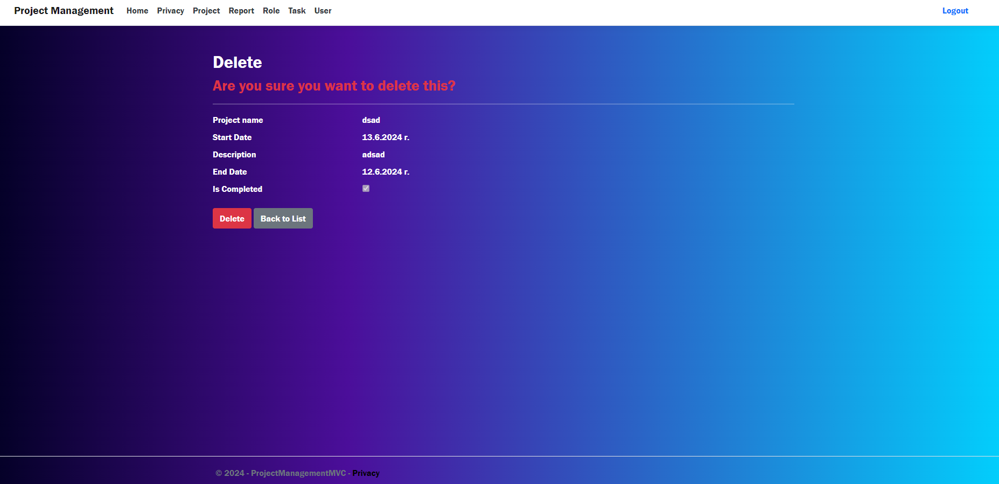 Project Management Home Privacy Project Report Role Task User Logout
Delete
Are you sure you want to delete this?
Project name dsad
Start Date 13.6.2024 г.
Description adsad
End Date 12.6.2024 г.
Is Completed
Delete Back to List
© 2024 - ProjectManagementMVC - Privacy